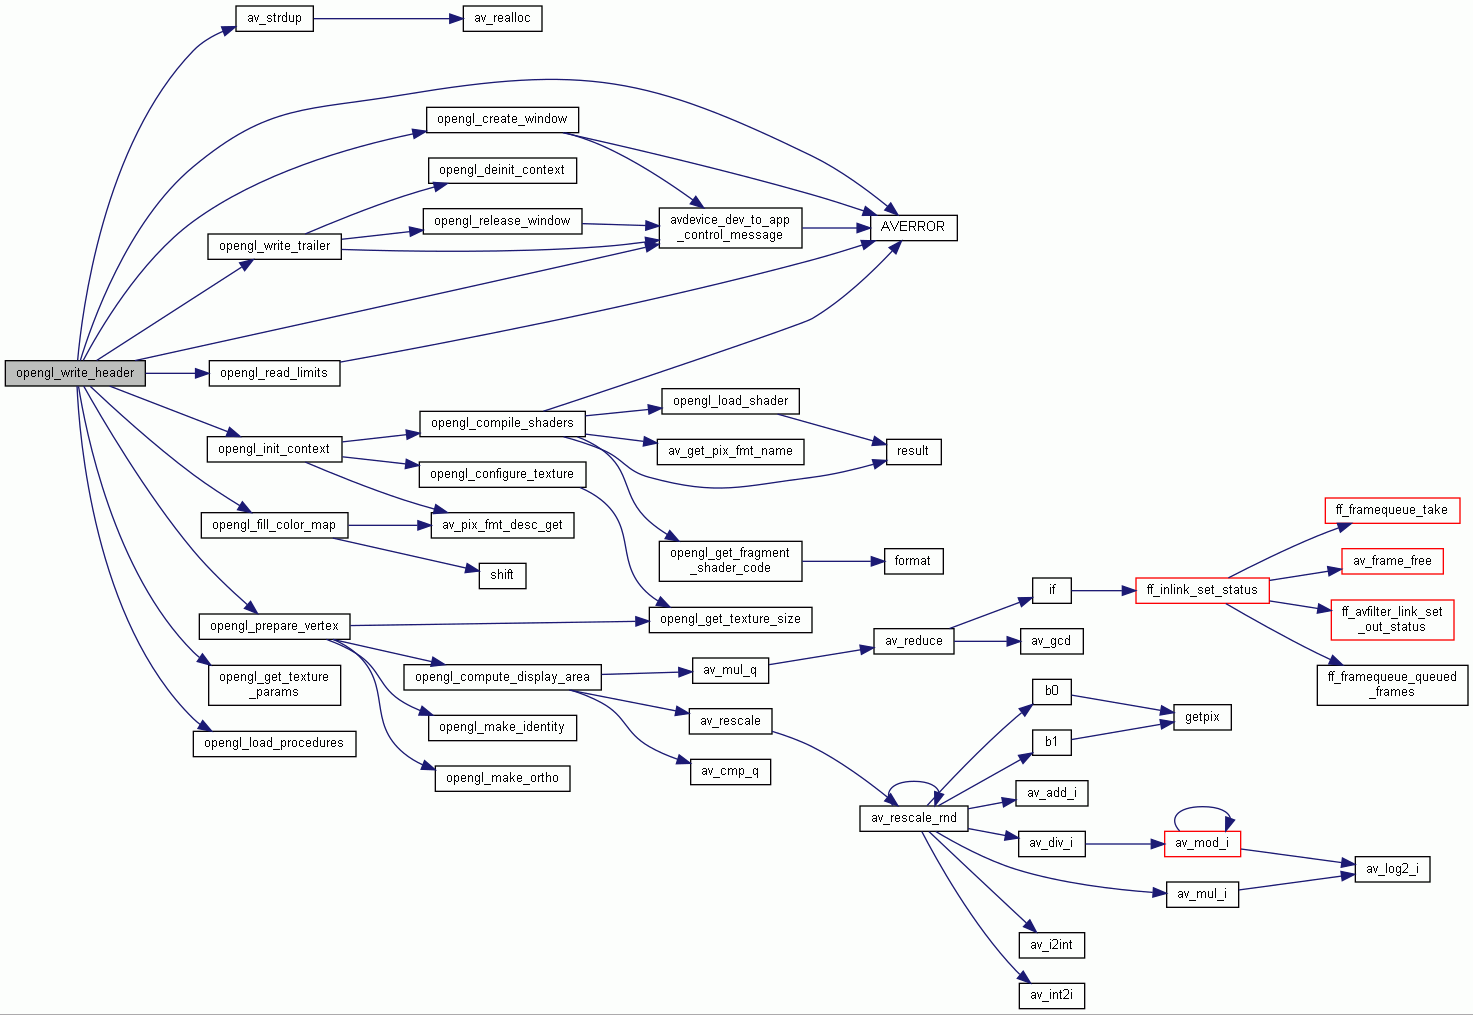 av_strdup
av_realloc
opengl_create_window
opengl_deinit_context
opengl_release_window
avdevice_dev_to_app
_control_message
AVERROR
opengl_write_trailer
opengl_write_header
opengl_read_limits
opengl_init_context
opengl_compile_shaders
opengl_load_shader
av_get_pix_fmt_name
result
opengl_configure_texture
opengl_fill_color_map
av_pix_fmt_desc_get
shift
opengl_get_fragment
_shader_code
format
opengl_prepare_vertex
opengl_get_texture_size
opengl_get_texture
_params
opengl_load_procedures
opengl_compute_display_area
opengl_make_identity
opengl_make_ortho
av_mul_q
av_rescale
av_cmp_q
av_reduce
if
av_gcd
ff_inlink_set_status
ff_framequeue_take
av_frame_free
ff_avfilter_link_set
_out_status
ff_framequeue_queued
_frames
av_rescale_rnd
b0
b1
getpix
av_add_i
av_div_i
av_mod_i
av_log2_i
av_mul_i
av_i2int
av_int2i